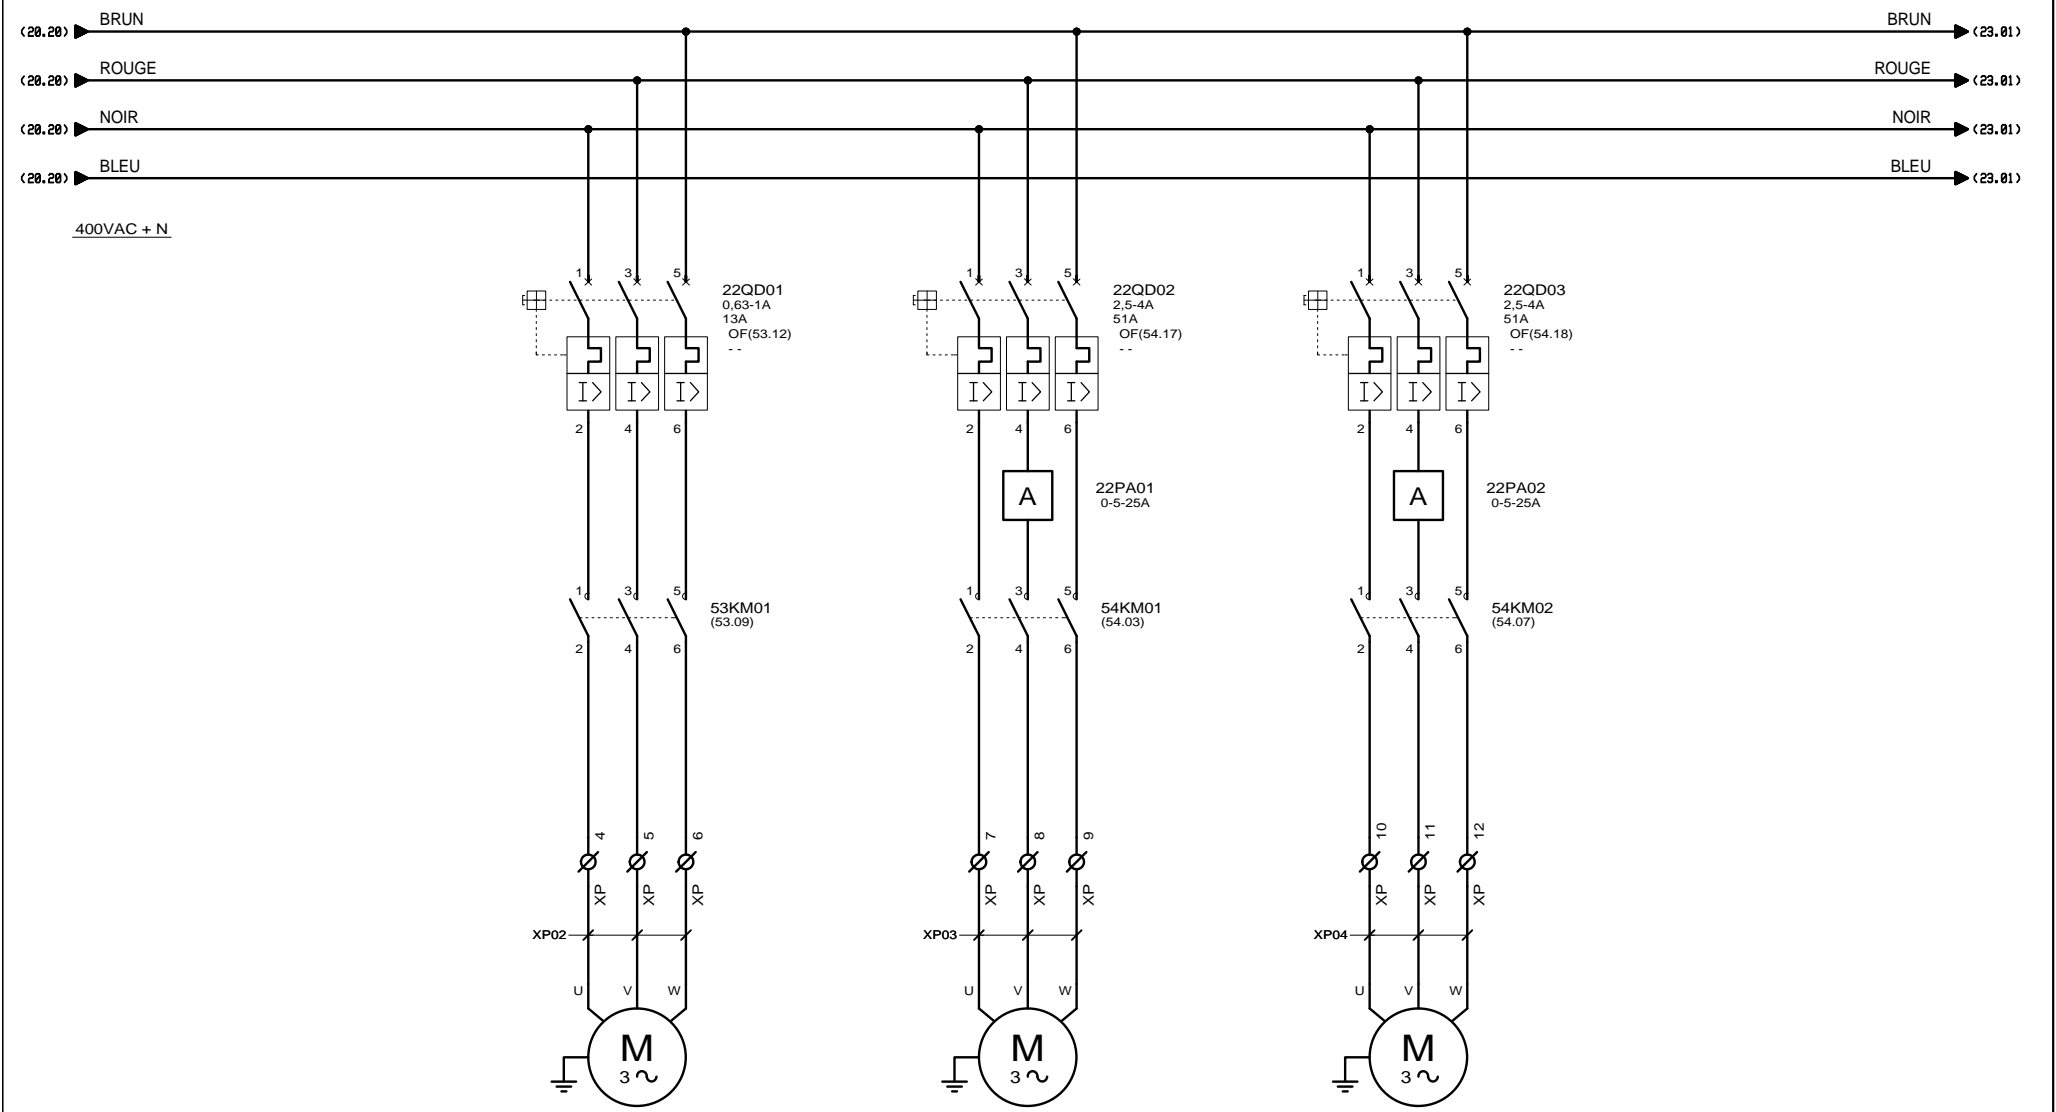 BRUN BRUN
(20.20) (23.01)
ROUGE ROUGE
(20.20) (23.01)
NOIR NOIR
(20.20) (23.01)
BLEU BLEU
(20.20) (23.01)
400VAC + N
1 3 5 1 3 5 1 3 5
22QD01 22QD02 22QD03
0,63-1A 2,5-4A 2,5-4A
13A 51A 51A
OF(53.12) OF(54.17) OF(54.18)
- - - - - -
I> I> I> I> I> I> I> I> I>
2 4 6 2 4 6 2 4 6
A 22PA01 A 22PA02
0-5-25A 0-5-25A
1 3 5 1 3 5 1 3 5
53KM01 54KM01 54KM02
(53.09) (54.03) (54.07)
2 4 6 2 4 6 2 4 6
4 5 6 7 8 9 10 11 12
XP XP XP XP XP XP XP XP XP
XP02 XP03 XP04
U V W U V W U V W
M M M
3 ~ 3 ~ 3 ~